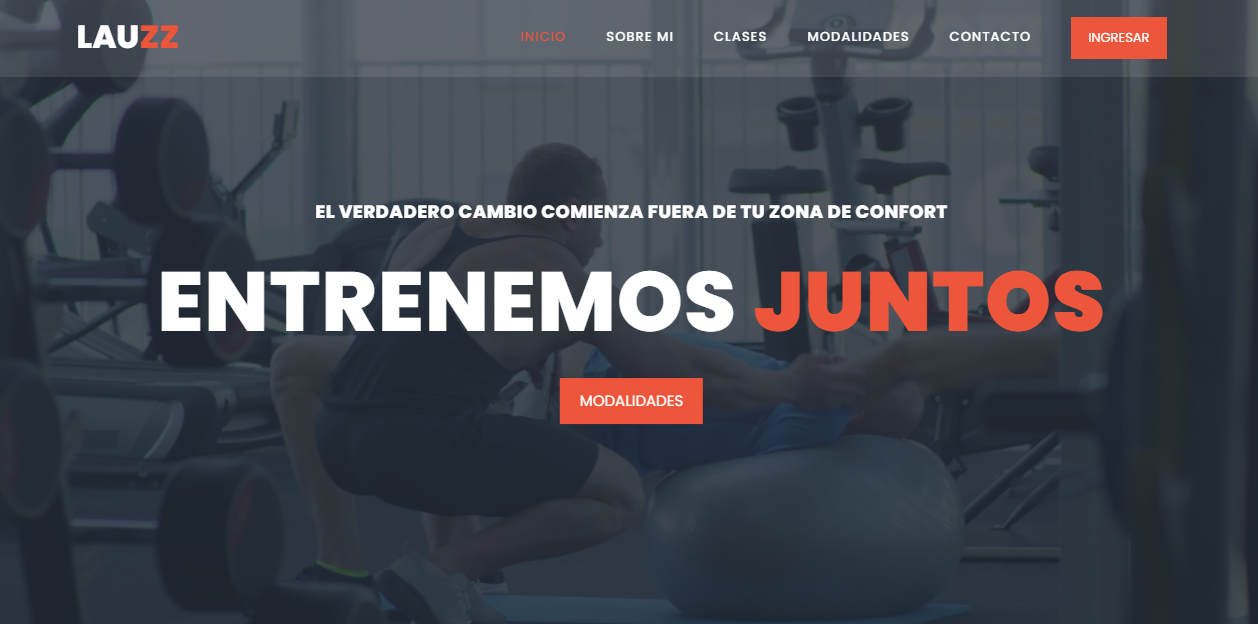 LAUZZ
INICIO SOBRE MI CLASES MODALIDADES CONTACTO INGRESAR
EL VERDADERO CAMBIO COMIENZA FUERA DE TU ZONA DE CONFORT
ENTRENEMOS JUNTOS
MODALIDADES